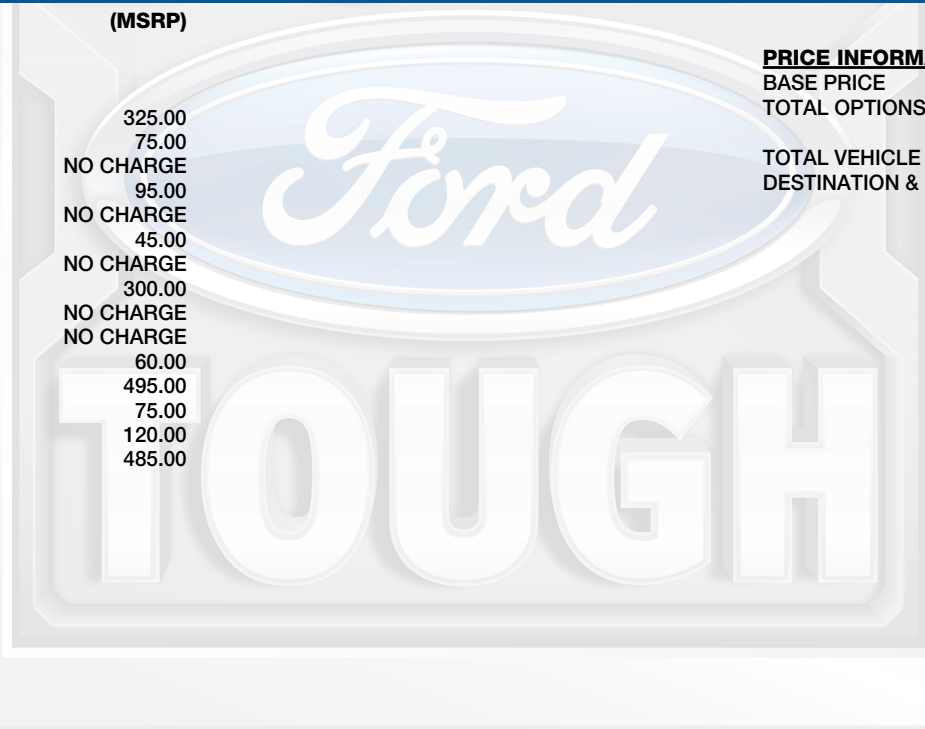 (MSRP)
325.00
75.00
NO CHARGE
95.00
NO CHARGE
45.00
NO CHARGE
300.00
NO CHARGE
NO CHARGE
60.00
495.00
75.00
120.00
485.00
PRICE INFORMA
BASE PRICE
TOTAL OPTIONS
TOTAL VEHICLE
DESTINATION &
Ford
TOUGH